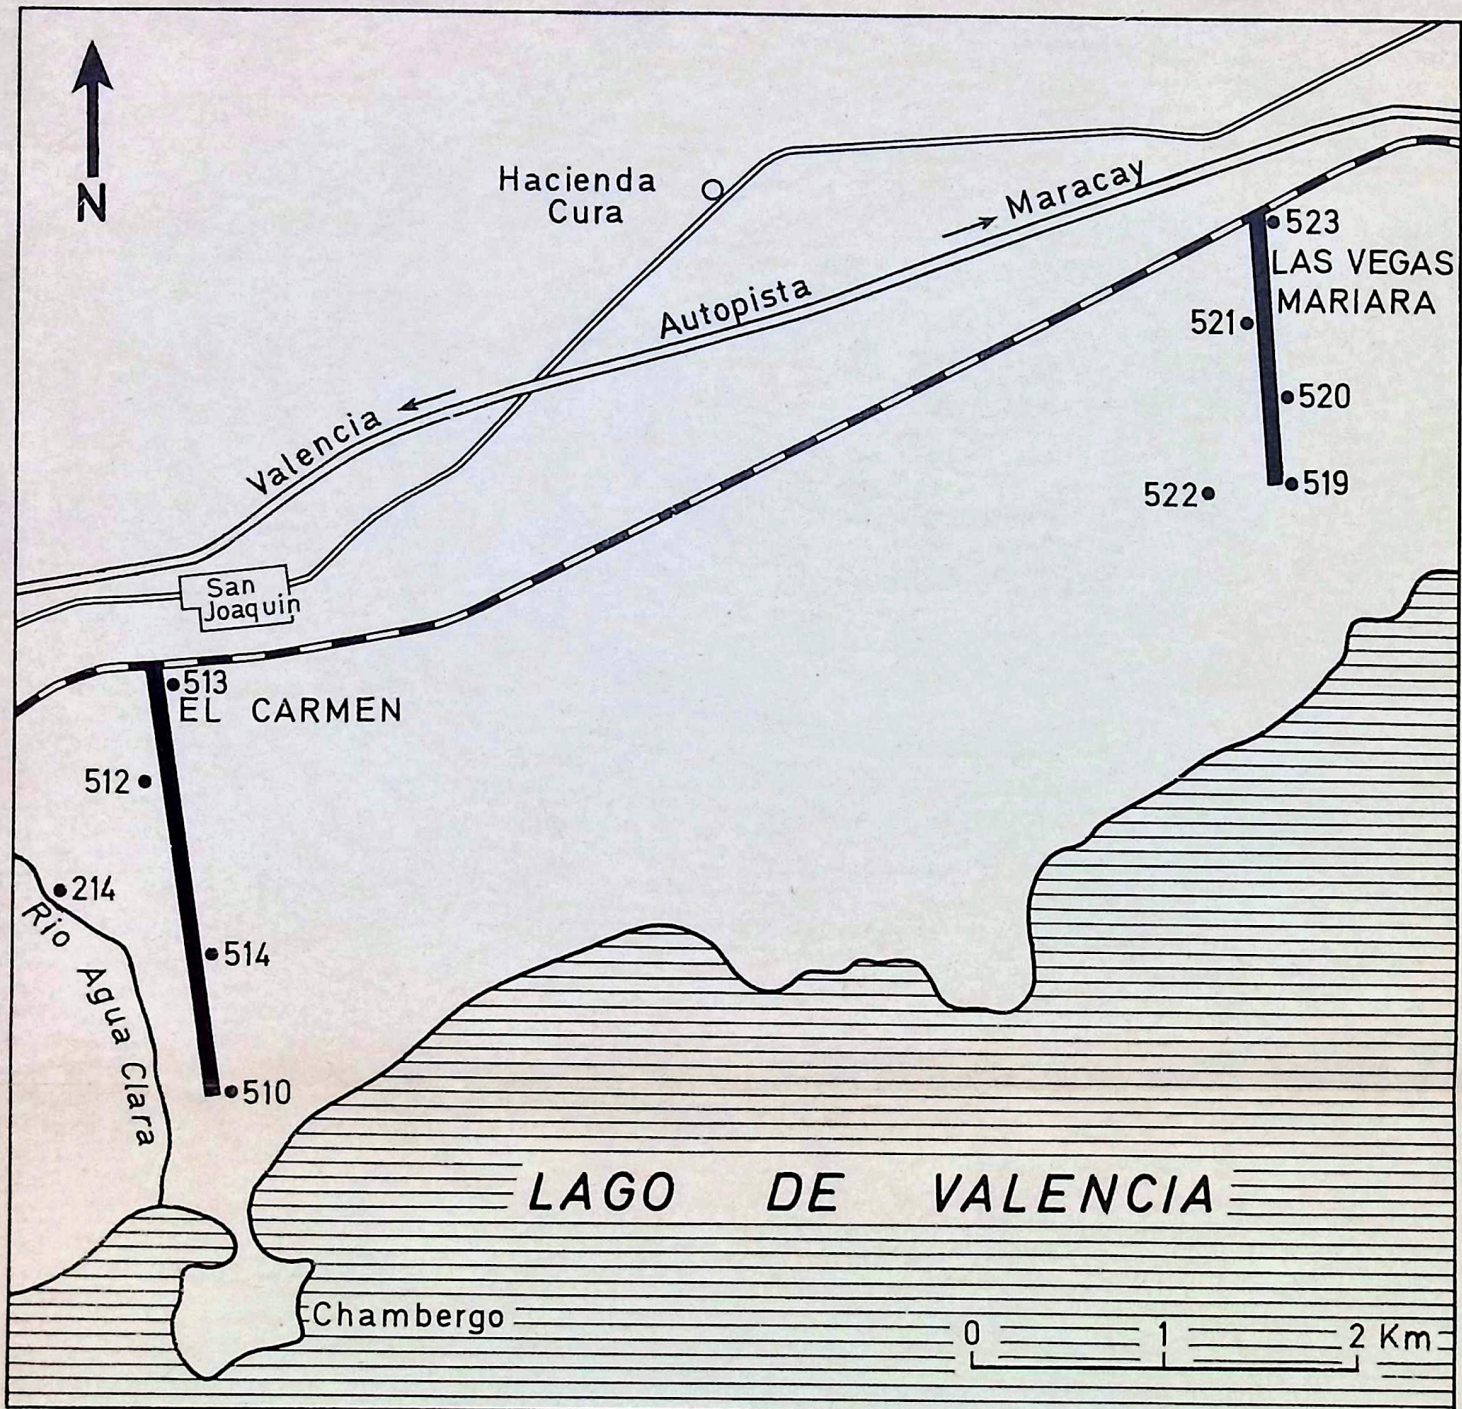 N
Hacienda
Cura
Maracay
Autopista
Valencia
523
LAS VEGAS
MARIARA
521
520
519
522
San
Joaquin
513
EL CARMEN
512
214
Rio Agua Clara
514
510
LAGO DE VALENCIA
Chambergo
0 1 2 Km